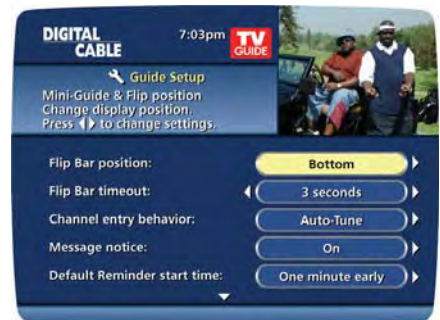 DIGITAL
CABLE
7:03pm
TV
GUIDE
Guide Setup
Mini-Guide & Flip position
Change display position.
Press to change settings.
Flip Bar position: Bottom
Flip Bar timeout: 3 seconds
Channel entry behavior: Auto-Tune
Message notice: On
Default Reminder start time: One minute early